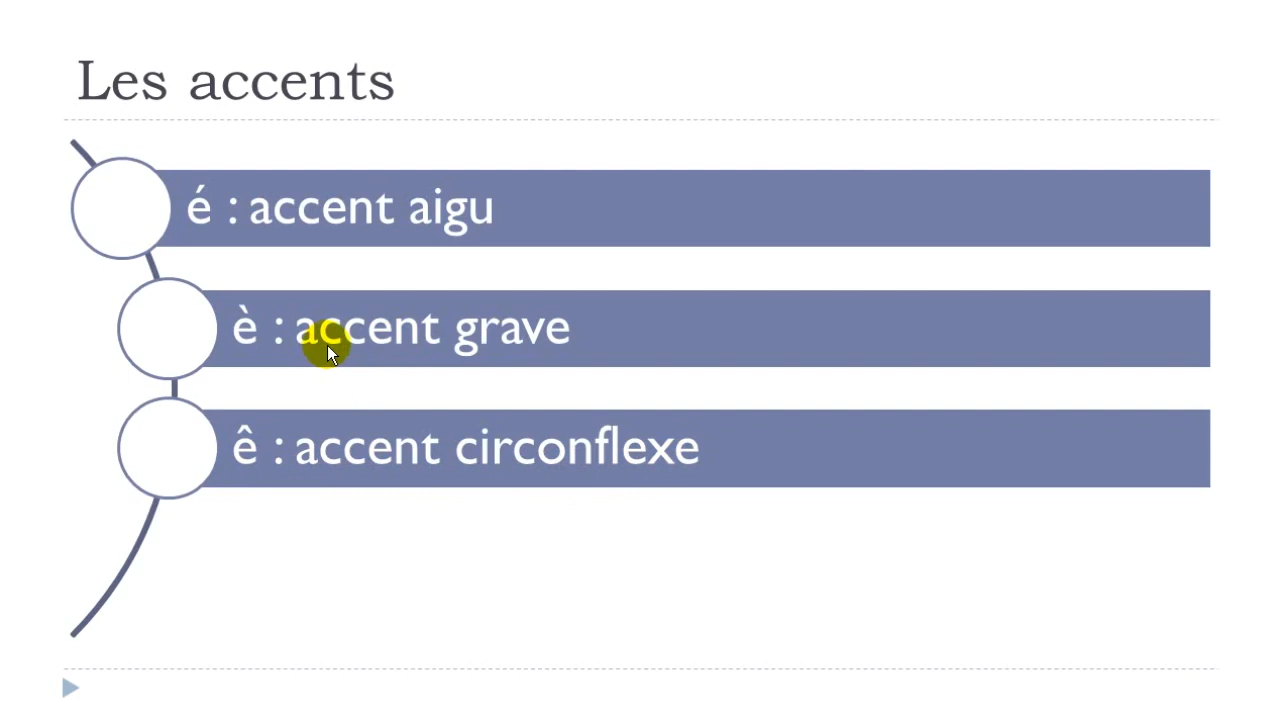 Les accents
é : accent aigu
è : accent grave
ê : accent circonflexe